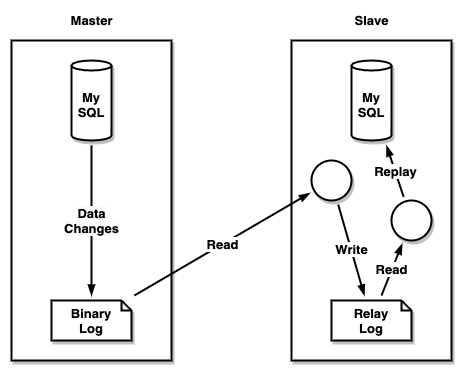 Master
Slave
My
SQL
My
SQL
Replay
Data
Changes
Read
Write
Read
Binary
Log
Relay
Log